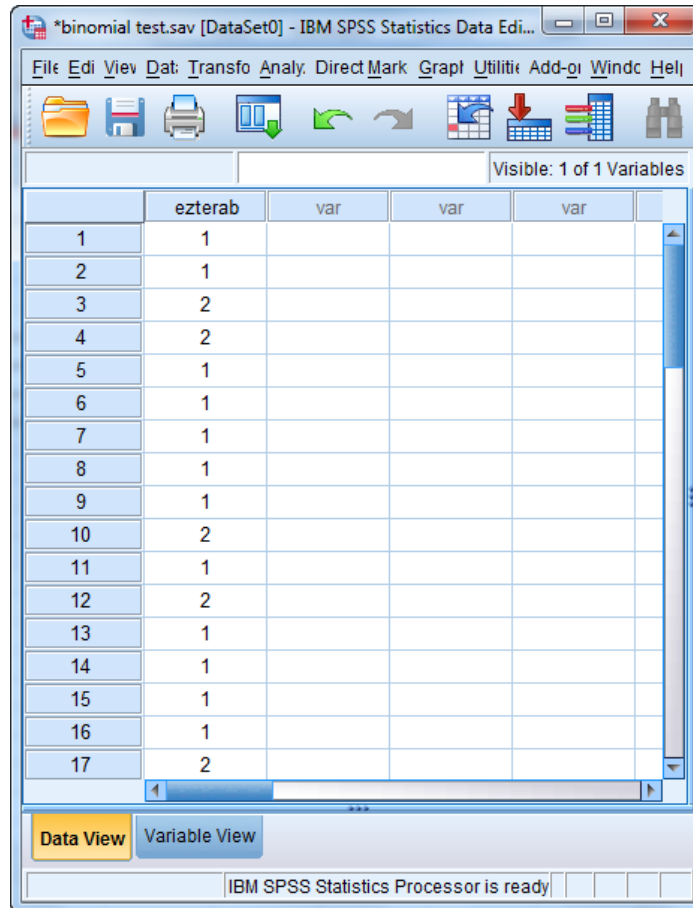 *binomial test.sav [DataSet0] - IBM SPSS Statistics Data Edi...
File Edi View Data Transfo Analy. Direct Mark Graph Utilitie Add-on Windo Help
Visible: 1 of 1 Variables
ezterab var var var
1 1
2 1
3 2
4 2
5 1
6 1
7 1
8 1
9 1
10 2
11 1
12 2
13 1
14 1
15 1
16 1
17 2
Data View Variable View
IBM SPSS Statistics Processor is ready